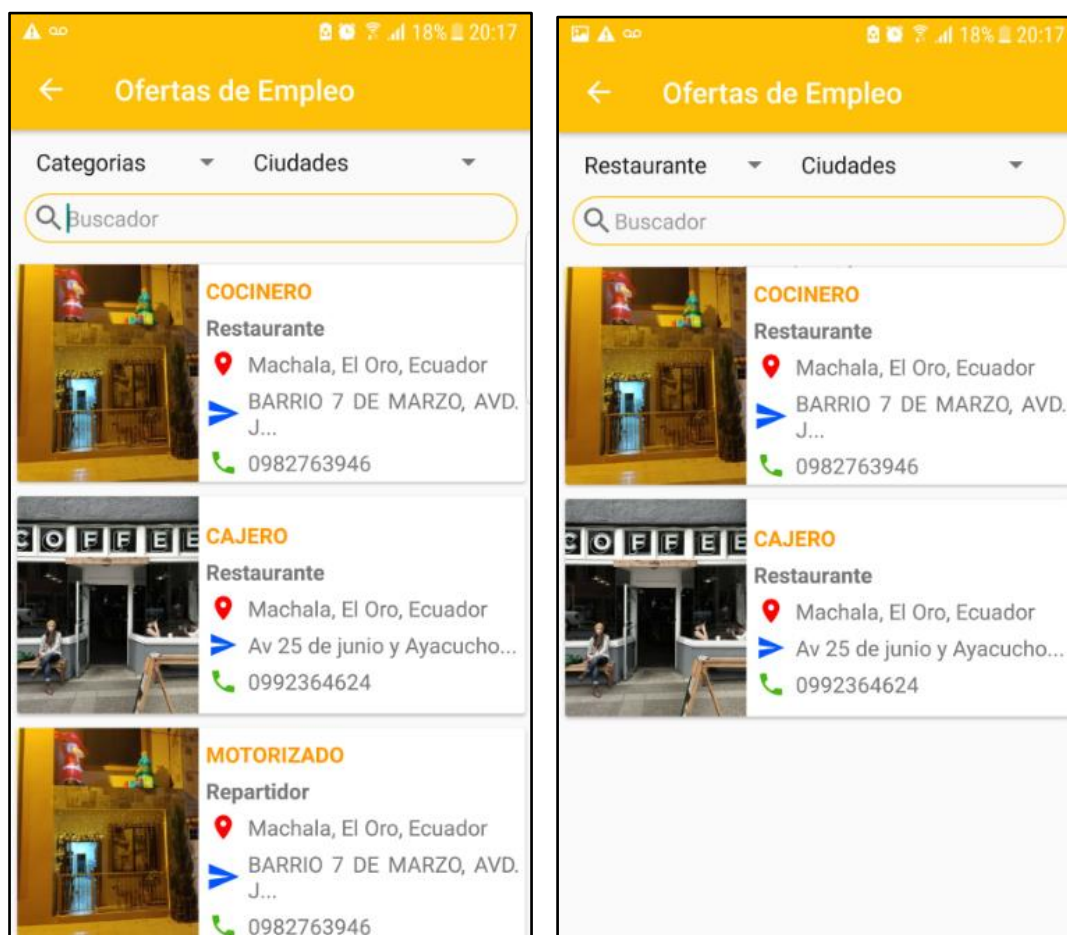 18% 20:17
Ofertas de Empleo
Categorias Ciudades
Buscador
COCINERO
Restaurante
Machala, El Oro, Ecuador
BARRIO 7 DE MARZO, AVD.
J...
0982763946
COFFEE
CAJERO
Restaurante
Machala, El Oro, Ecuador
Av 25 de junio y Ayacucho...
0992364624
MOTORIZADO
Repartidor
Machala, El Oro, Ecuador
BARRIO 7 DE MARZO, AVD.
J...
0982763946
18% 20:17
Ofertas de Empleo
Restaurante Ciudades
Buscador
COCINERO
Restaurante
Machala, El Oro, Ecuador
BARRIO 7 DE MARZO, AVD.
J...
0982763946
COFFEE
CAJERO
Restaurante
Machala, El Oro, Ecuador
Av 25 de junio y Ayacucho...
0992364624